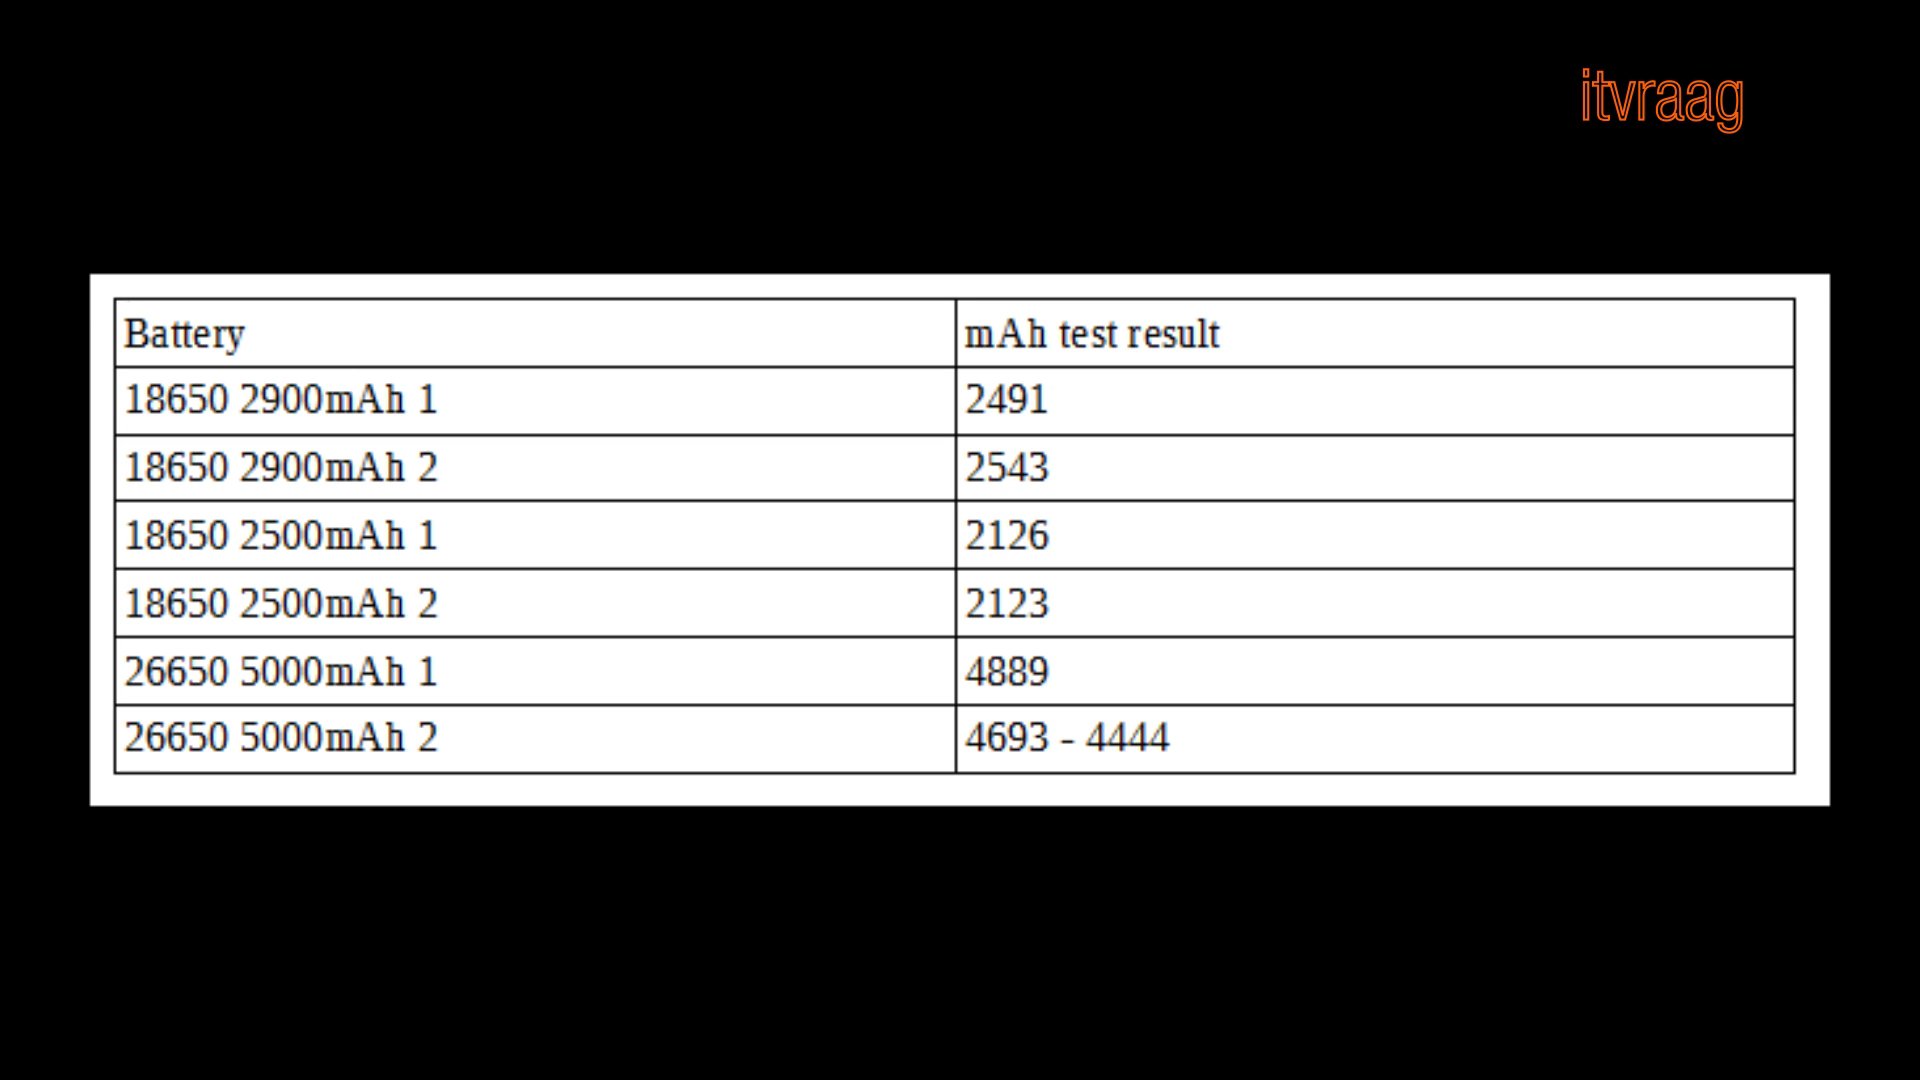 itvraag
Battery mAh test result
18650 2900mAh 1 2491
18650 2900mAh 2 2543
18650 2500mAh 1 2126
18650 2500mAh 2 2123
26650 5000mAh 1 4889
26650 5000mAh 2 4693 - 4444